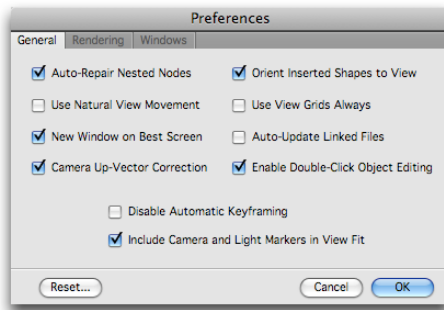 Preferences
General Rendering Windows
Auto-Repair Nested Nodes Orient Inserted Shapes to View
Use Natural View Movement Use View Grids Always
New Window on Best Screen Auto-Update Linked Files
Camera Up-Vector Correction Enable Double-Click Object Editing
Disable Automatic Keyframing
Include Camera and Light Markers in View Fit
Reset... Cancel OK